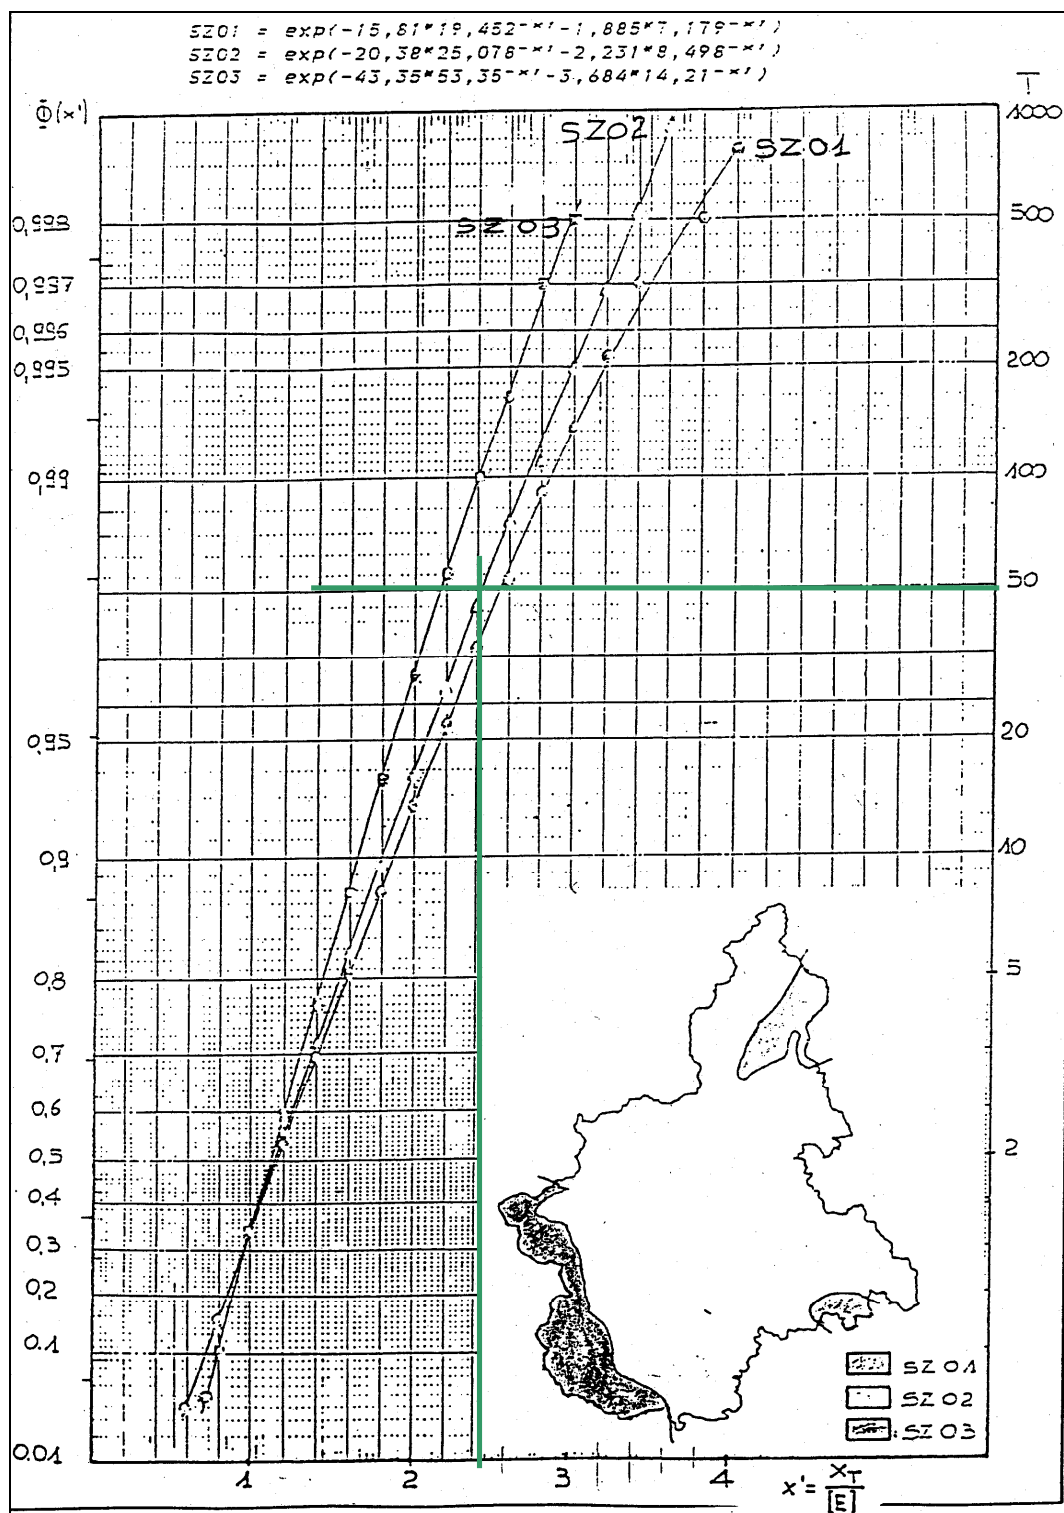 SZ01 = exp(-15,81*19,452^-x'-1,885*7,179^-x')
SZ02 = exp(-20,38*25,078^-x'-2,231*8,498^-x')
SZ03 = exp(-43,35*53,35^-x'-3,684*14,21^-x')
Φ(x')
T
1000
SZ02
SZ01
0,998
SZ03
500
0,997
0,996
0,995
200
0,99
100
50
0,95
20
0,9
10
0,8
5
0,7
0,6
0,5
2
0,4
0,3
0,2
0.1
SZ01
SZ02
SZ03
0.01
1
2
3
4
x' = XT/[E]